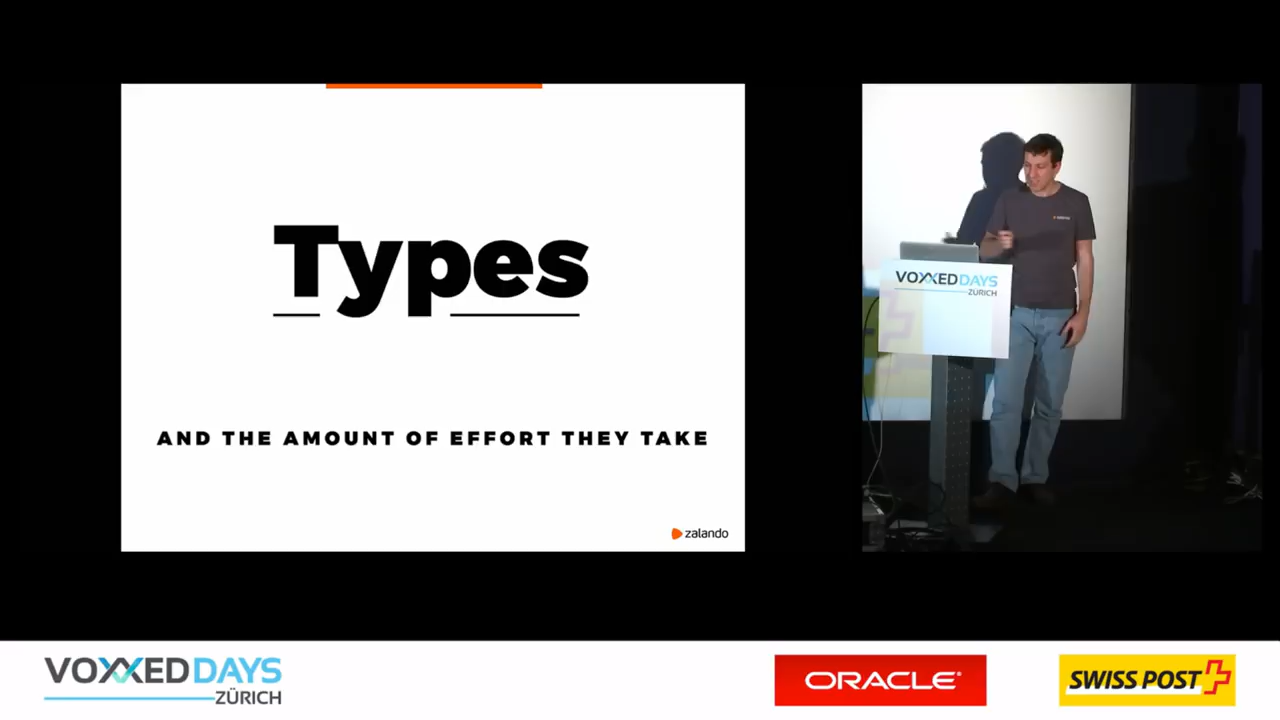 Types
AND THE AMOUNT OF EFFORT THEY TAKE
zalando
VOXXED DAYS
ZÜRICH
VOXXED DAYS
ZÜRICH
ORACLE®
SWISS POST